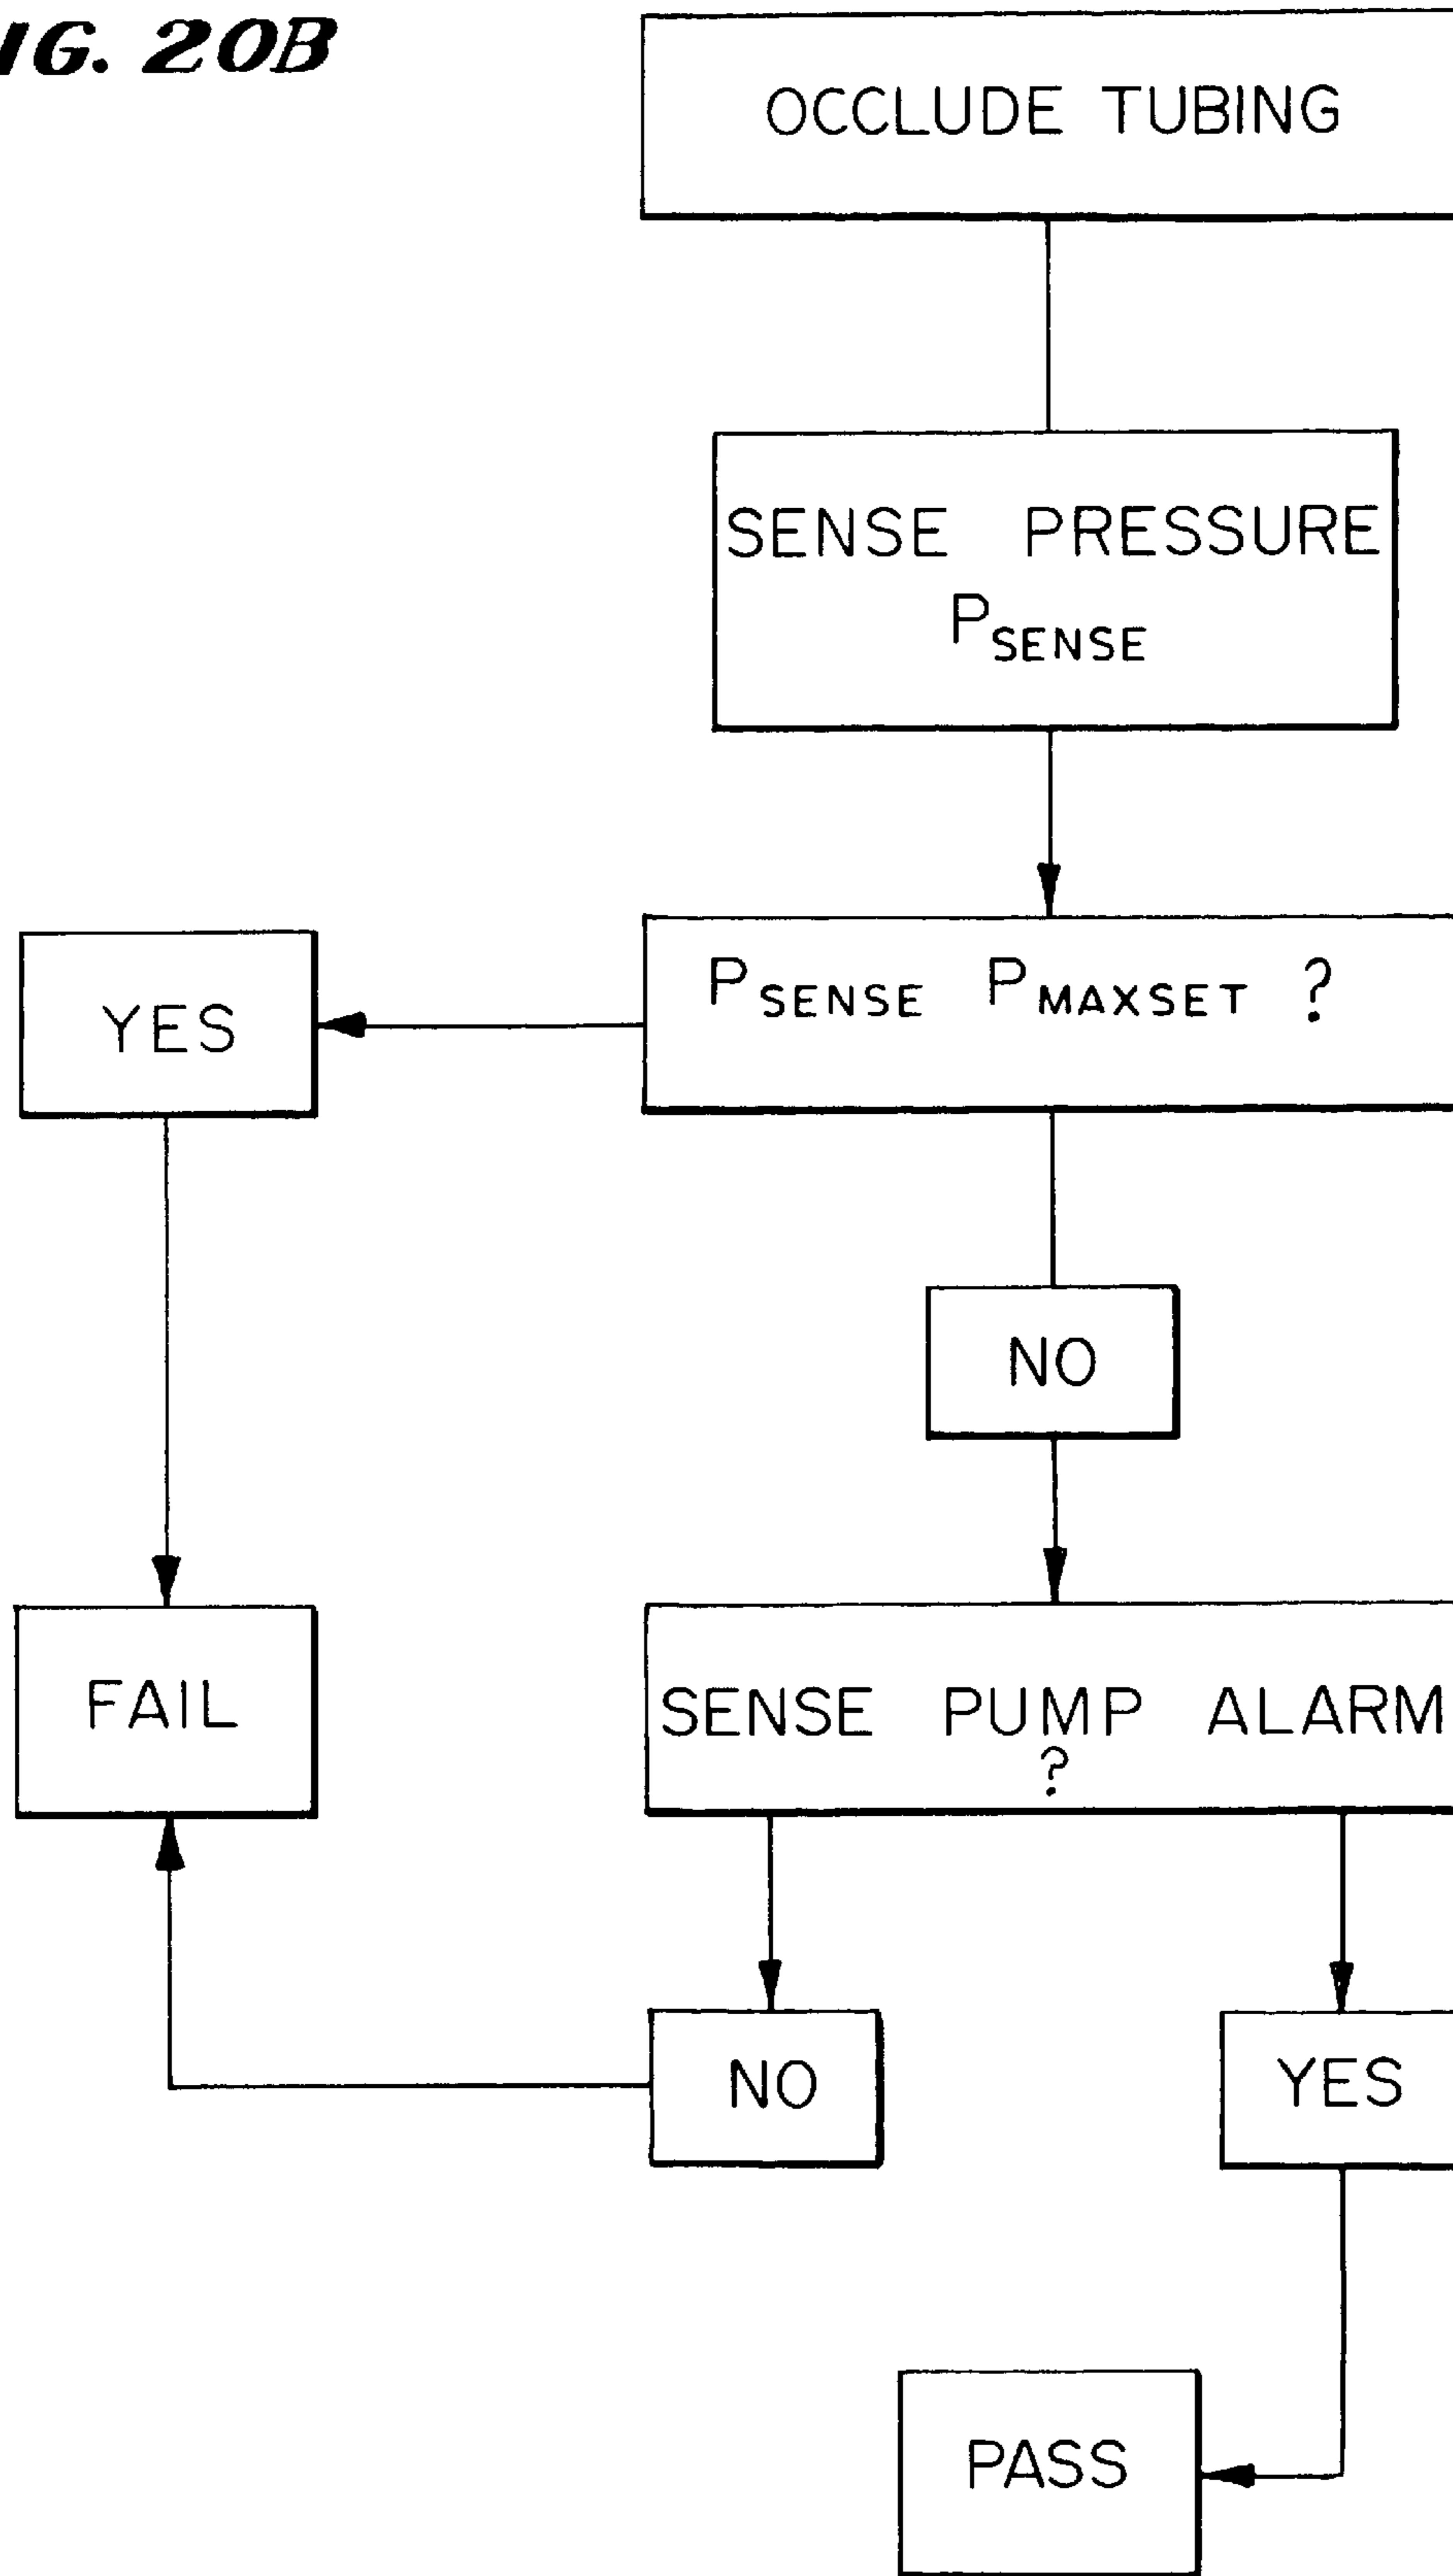 IG. 20B
OCCLUDE TUBING
SENSE PRESSURE
PSENSE
PSENSE PMAXSET ?
YES
NO
SENSE PUMP ALARM
?
FAIL
NO
YES
PASS